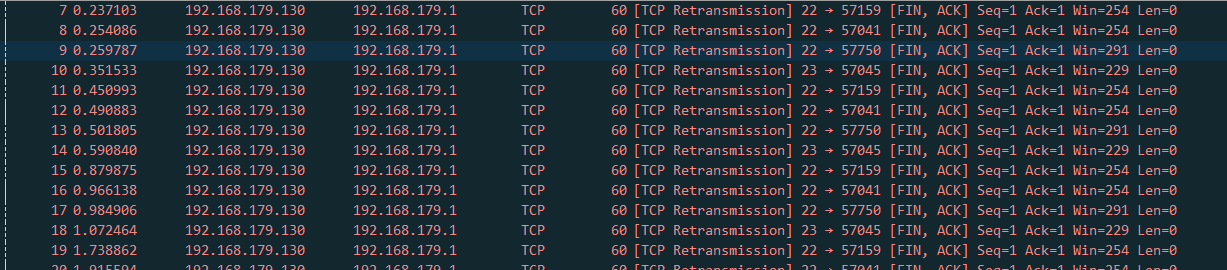 7 0.237103 192.168.179.130 192.168.179.1 TCP 60 [TCP Retransmission] 22 → 57159 [FIN, ACK] Seq=1 Ack=1 Win=254 Len=0
8 0.254086 192.168.179.130 192.168.179.1 TCP 60 [TCP Retransmission] 22 → 57041 [FIN, ACK] Seq=1 Ack=1 Win=254 Len=0
9 0.259787 192.168.179.130 192.168.179.1 TCP 60 [TCP Retransmission] 22 → 57750 [FIN, ACK] Seq=1 Ack=1 Win=291 Len=0
10 0.351533 192.168.179.130 192.168.179.1 TCP 60 [TCP Retransmission] 23 → 57045 [FIN, ACK] Seq=1 Ack=1 Win=229 Len=0
11 0.450993 192.168.179.130 192.168.179.1 TCP 60 [TCP Retransmission] 22 → 57159 [FIN, ACK] Seq=1 Ack=1 Win=254 Len=0
12 0.490883 192.168.179.130 192.168.179.1 TCP 60 [TCP Retransmission] 22 → 57041 [FIN, ACK] Seq=1 Ack=1 Win=254 Len=0
13 0.501805 192.168.179.130 192.168.179.1 TCP 60 [TCP Retransmission] 22 → 57750 [FIN, ACK] Seq=1 Ack=1 Win=291 Len=0
14 0.590840 192.168.179.130 192.168.179.1 TCP 60 [TCP Retransmission] 23 → 57045 [FIN, ACK] Seq=1 Ack=1 Win=229 Len=0
15 0.879875 192.168.179.130 192.168.179.1 TCP 60 [TCP Retransmission] 22 → 57159 [FIN, ACK] Seq=1 Ack=1 Win=254 Len=0
16 0.966138 192.168.179.130 192.168.179.1 TCP 60 [TCP Retransmission] 22 → 57041 [FIN, ACK] Seq=1 Ack=1 Win=254 Len=0
17 0.984906 192.168.179.130 192.168.179.1 TCP 60 [TCP Retransmission] 22 → 57750 [FIN, ACK] Seq=1 Ack=1 Win=291 Len=0
18 1.072464 192.168.179.130 192.168.179.1 TCP 60 [TCP Retransmission] 23 → 57045 [FIN, ACK] Seq=1 Ack=1 Win=229 Len=0
19 1.738862 192.168.179.130 192.168.179.1 TCP 60 [TCP Retransmission] 22 → 57159 [FIN, ACK] Seq=1 Ack=1 Win=254 Len=0
192.168.179.130 192.168.179.1 TCP 60 [TCP Retransmission] 22 → 57041 [FIN, ACK] Seq=1 Ack=1 Win=254 Len=0